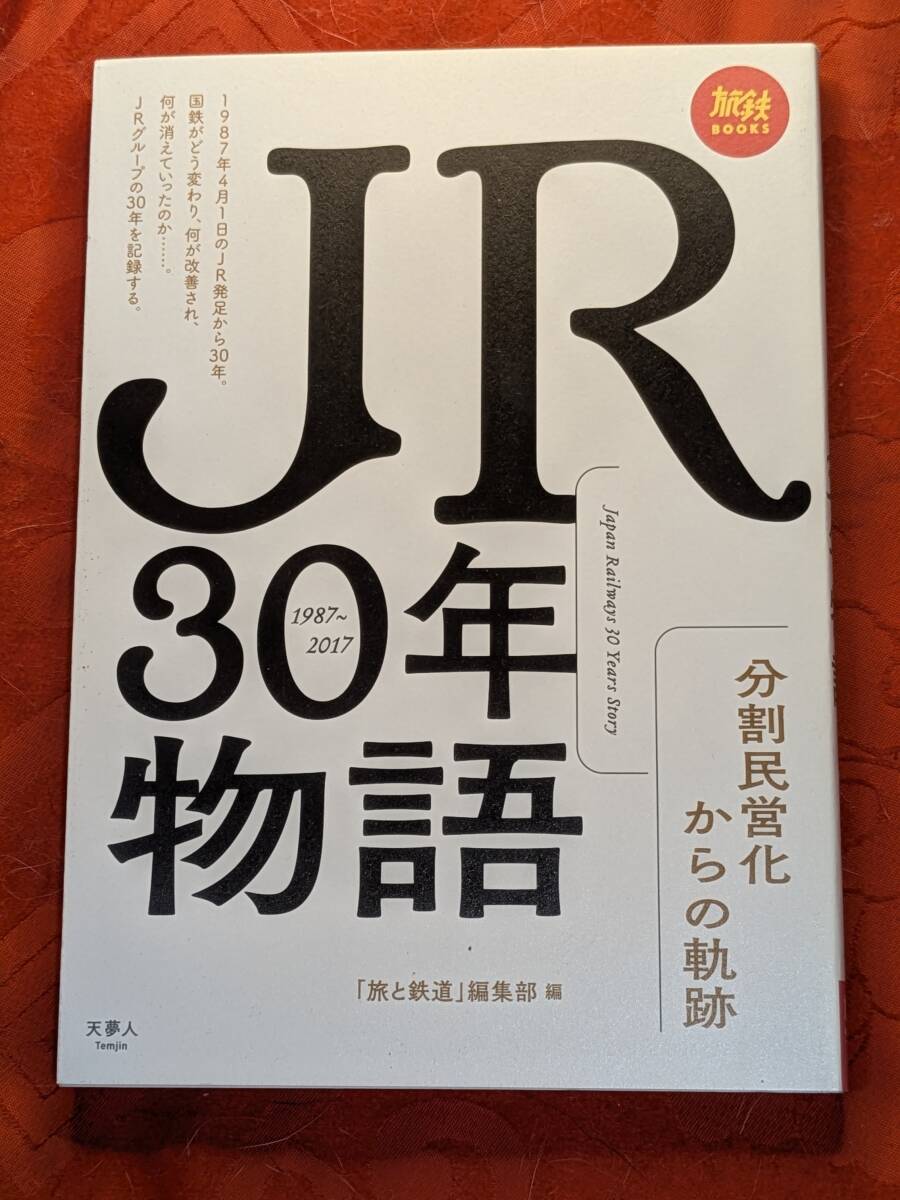 旅鉄
BOOKS
1987年4月1日のJR発足から30年。
国鉄がどう変わり、何が改善され、
何が消えていったのか……。
JRグループの30年を記録する。
JR
30年
1987~
2017
物語
Japan Railways 30 Years Story
分割民営化
からの軌跡
「旅と鉄道」編集部 編
天夢人
Temjin